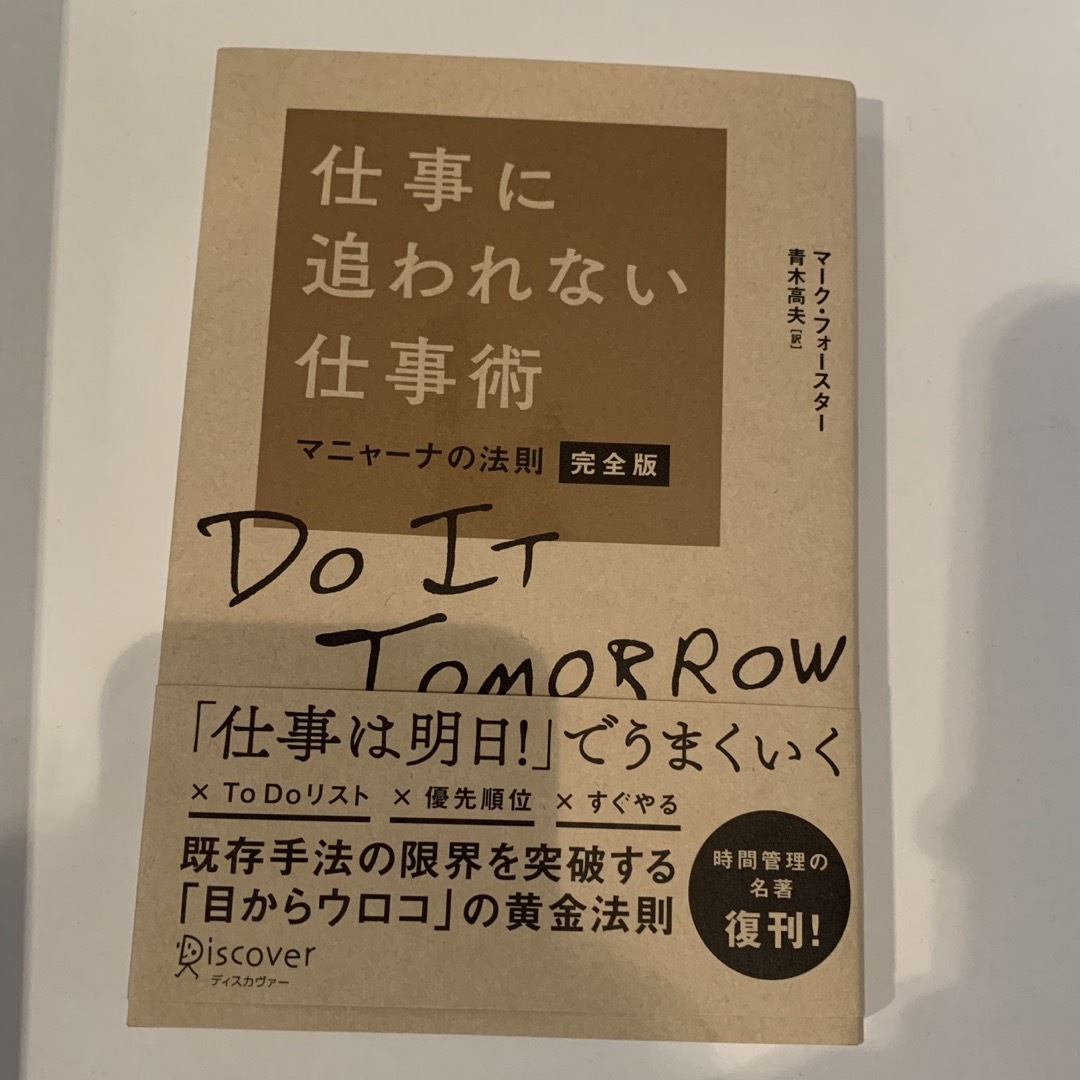 仕事に
追われない
仕事術
マニャーナの法則 完全版
マーク・フォースター
青木高夫[訳]
DO IT
TOMORROW
「仕事は明日!」でうまくいく
× To Doリスト × 優先順位 × すぐやる
既存手法の限界を突破する
「目からウロコ」の黄金法則
時間管理の
名著
復刊!
Discover
ディスカヴァー